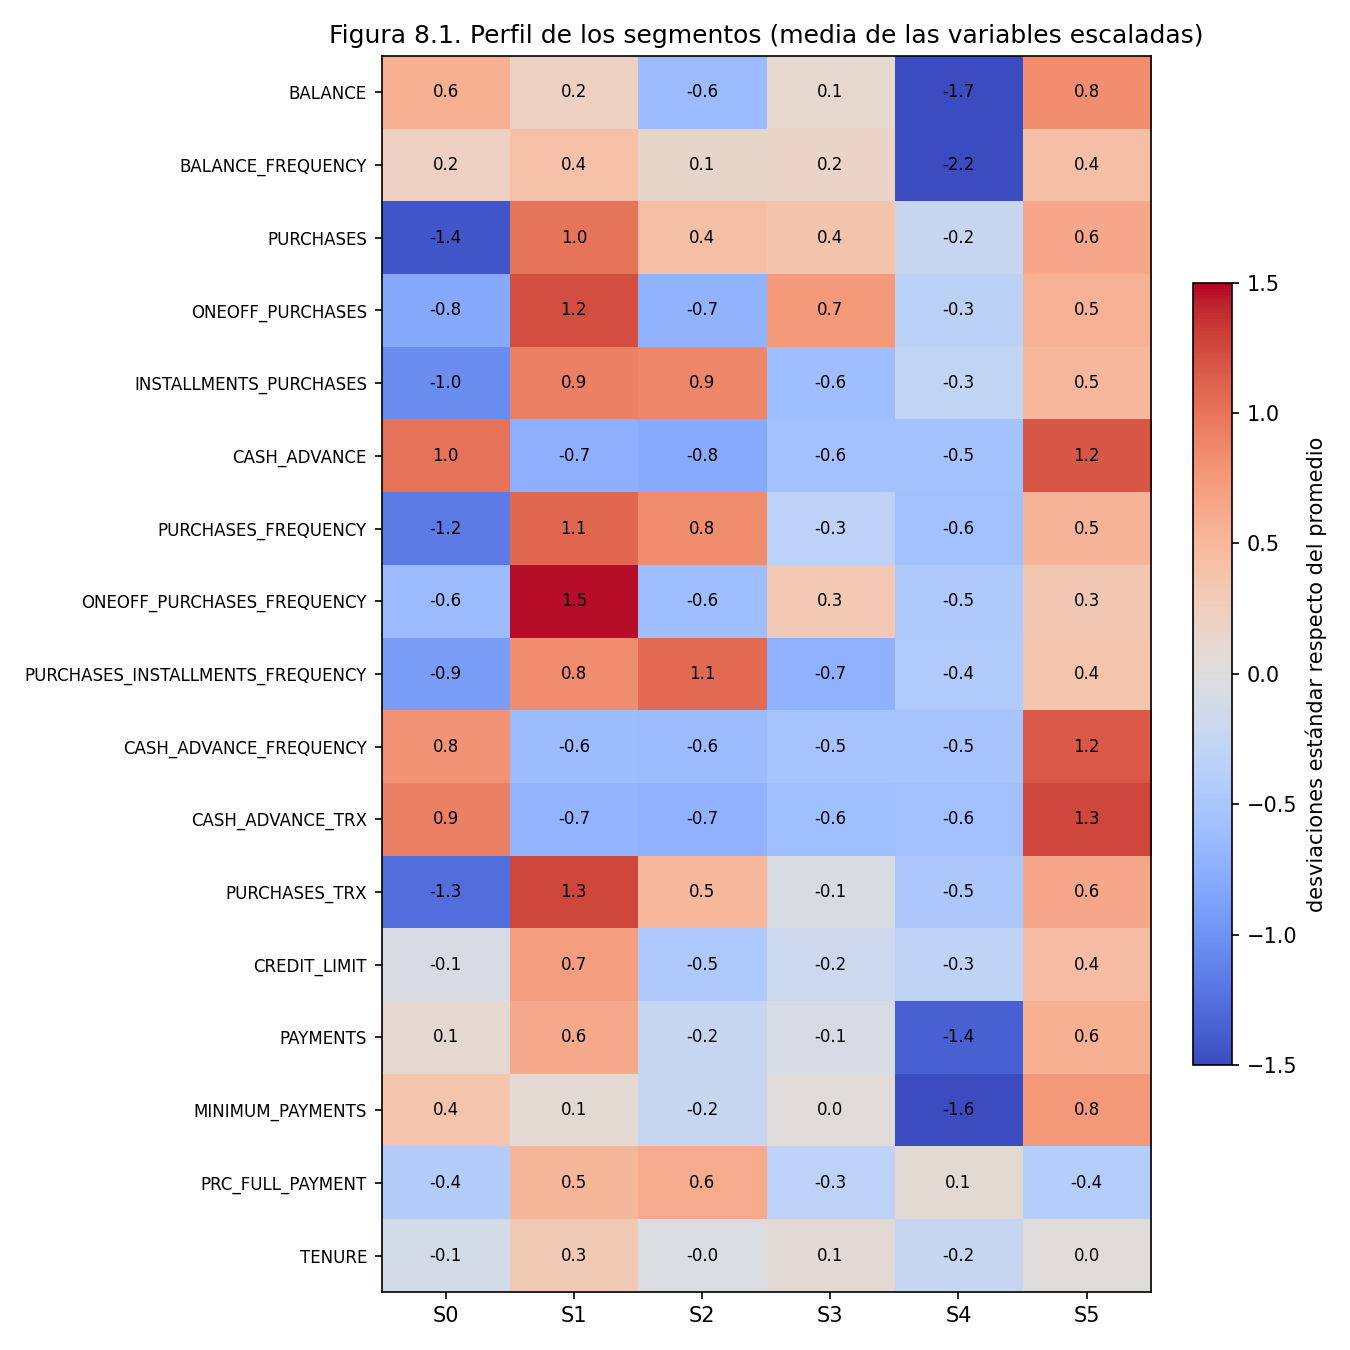 Figura 8.1. Perfil de los segmentos (media de las variables escaladas)
BALANCE 0.6 0.2 -0.6 0.1 -1.7 0.8
BALANCE_FREQUENCY 0.2 0.4 0.1 0.2 -2.2 0.4
PURCHASES -1.4 1.0 0.4 0.4 -0.2 0.6
ONEOFF_PURCHASES -0.8 1.2 -0.7 0.7 -0.3 0.5
INSTALLMENTS_PURCHASES -1.0 0.9 0.9 -0.6 -0.3 0.5
CASH_ADVANCE 1.0 -0.7 -0.8 -0.6 -0.5 1.2
PURCHASES_FREQUENCY -1.2 1.1 0.8 -0.3 -0.6 0.5
ONEOFF_PURCHASES_FREQUENCY -0.6 1.5 -0.6 0.3 -0.5 0.3
PURCHASES_INSTALLMENTS_FREQUENCY -0.9 0.8 1.1 -0.7 -0.4 0.4
CASH_ADVANCE_FREQUENCY 0.8 -0.6 -0.6 -0.5 -0.5 1.2
CASH_ADVANCE_TRX 0.9 -0.7 -0.7 -0.6 -0.6 1.3
PURCHASES_TRX -1.3 1.3 0.5 -0.1 -0.5 0.6
CREDIT_LIMIT -0.1 0.7 -0.5 -0.2 -0.3 0.4
PAYMENTS 0.1 0.6 -0.2 -0.1 -1.4 0.6
MINIMUM_PAYMENTS 0.4 0.1 -0.2 0.0 -1.6 0.8
PRC_FULL_PAYMENT -0.4 0.5 0.6 -0.3 0.1 -0.4
TENURE -0.1 0.3 -0.0 0.1 -0.2 0.0
S0 S1 S2 S3 S4 S5
1.5
1.0
0.5
0.0
−0.5
−1.0
−1.5
desviaciones estándar respecto del promedio